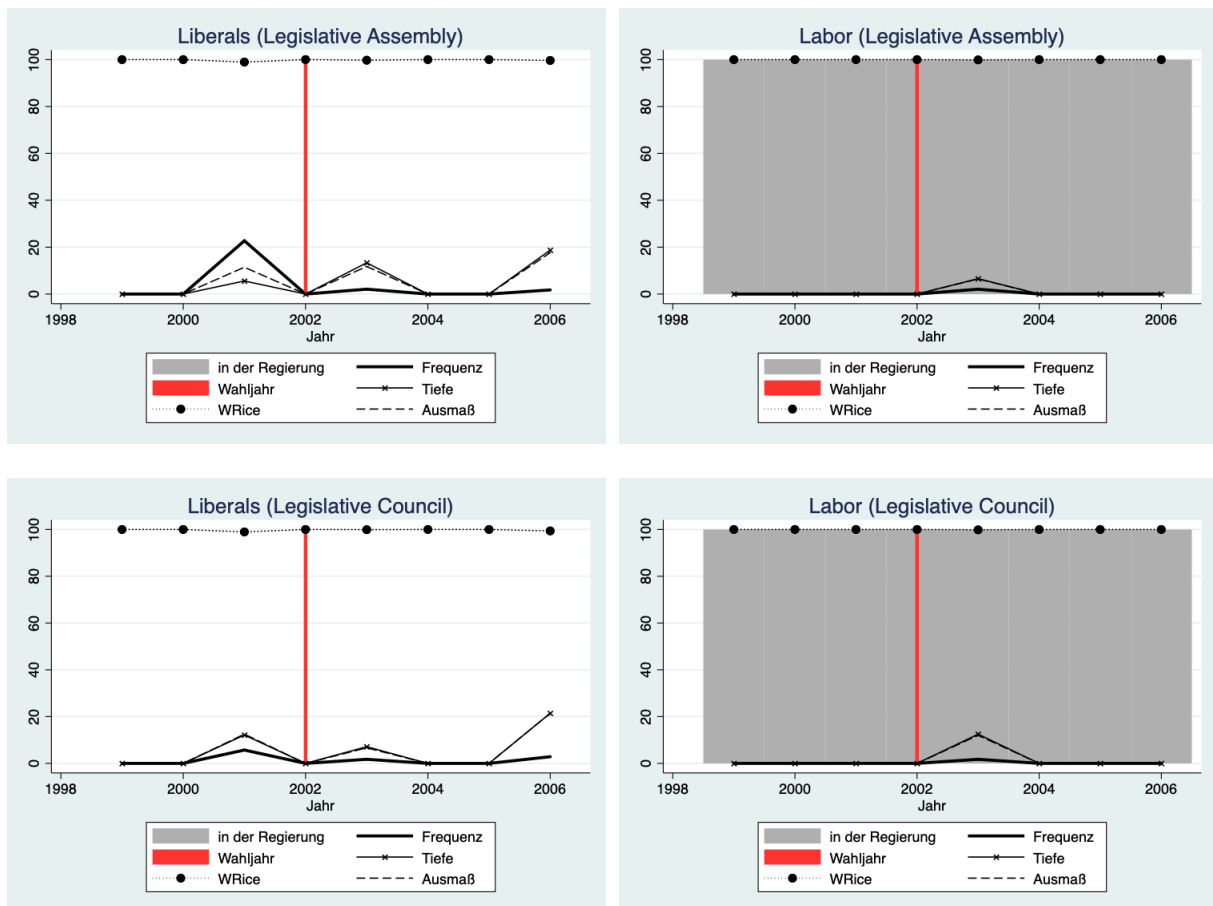 Liberals (Legislative Assembly)
100
80
60
40
20
0
1998 2000 2002 2004 2006
Jahr
in der Regierung Frequenz
Wahljahr Tiefe
WRice Ausmaß
Labor (Legislative Assembly)
100
80
60
40
20
0
1998 2000 2002 2004 2006
Jahr
in der Regierung Frequenz
Wahljahr Tiefe
WRice Ausmaß
Liberals (Legislative Council)
100
80
60
40
20
0
1998 2000 2002 2004 2006
Jahr
in der Regierung Frequenz
Wahljahr Tiefe
WRice Ausmaß
Labor (Legislative Council)
100
80
60
40
20
0
1998 2000 2002 2004 2006
Jahr
in der Regierung Frequenz
Wahljahr Tiefe
WRice Ausmaß